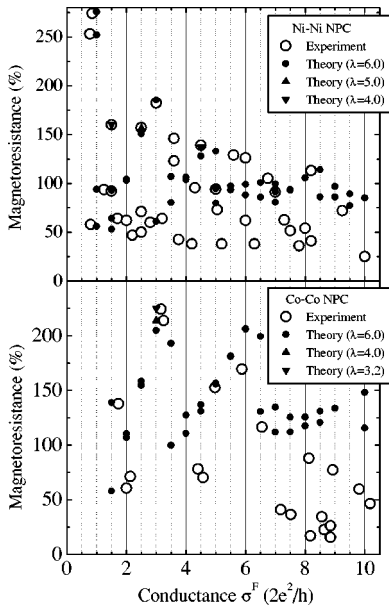 250
200
150
100
50
0
Magnetoresistance (%)
Ni-Ni NPC
Experiment
Theory (λ=6.0)
Theory (λ=5.0)
Theory (λ=4.0)
200
150
100
50
0
Magnetoresistance (%)
Co-Co NPC
Experiment
Theory (λ=6.0)
Theory (λ=4.0)
Theory (λ=3.2)
0 2 4 6 8 10
Conductance σF (2e²/h)